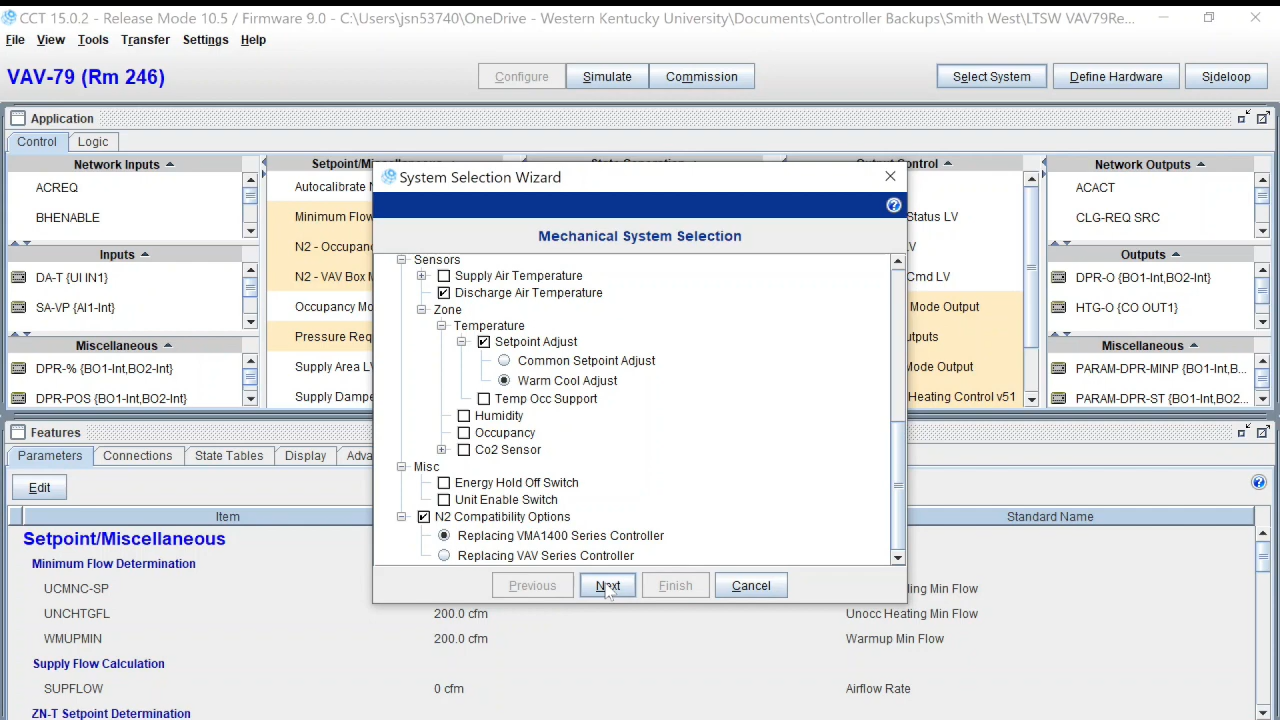 CCT 15.0.2 - Release Mode 10.5 / Firmware 9.0 - C:\Users\jsn53740\OneDrive - Western Kentucky University\Documents\Controller Backups\Smith West\LTSW VAV79Re...
File View Tools Transfer Settings Help
VAV-79 (Rm 246)
Configure Simulate Commission Select System Define Hardware Sideloop
Application
Control Logic
Network Inputs
ACREQ
BHENABLE
Inputs
DA-T {UI IN1}
SA-VP {AI1-Int}
Miscellaneous
DPR-% {BO1-Int,BO2-Int}
DPR-POS {BO1-Int,BO2-Int}
Autocalibrate
Minimum Flow
N2 - Occupan
N2 - VAV Box
Occupancy Mo
Pressure Req
Supply Area
Supply Dampe
System Selection Wizard
Mechanical System Selection
Sensors
Supply Air Temperature
Discharge Air Temperature
Zone
Temperature
Setpoint Adjust
Common Setpoint Adjust
Warm Cool Adjust
Temp Occ Support
Humidity
Occupancy
Co2 Sensor
Misc
Energy Hold Off Switch
Unit Enable Switch
N2 Compatibility Options
Replacing VMA1400 Series Controller
Replacing VAV Series Controller
Previous Next Finish Cancel
Control
Status LV
Cmd LV
Mode Output
Mode Output
Heating Control v51
Network Outputs
ACACT
CLG-REQ SRC
Outputs
DPR-O {BO1-Int,BO2-Int}
HTG-O {CO OUT1}
Miscellaneous
PARAM-DPR-MINP {BO1-Int,B...
PARAM-DPR-ST {BO1-Int,BO2...
Features
Parameters Connections State Tables Display Adva
Edit
Item Standard Name
Setpoint/Miscellaneous
Minimum Flow Determination
UCMNC-SP ling Min Flow
UNCHTGFL 200.0 cfm Unocc Heating Min Flow
WMUPMIN 200.0 cfm Warmup Min Flow
Supply Flow Calculation
SUPFLOW 0 cfm Airflow Rate
ZN-T Setpoint Determination